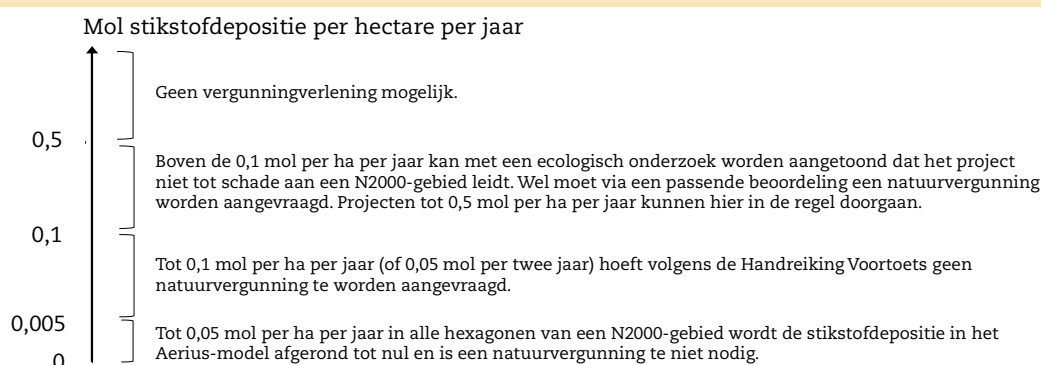 Mol stikstofdepositie per hectare per jaar
Geen vergunningverlening mogelijk.
0,5
Boven de 0,1 mol per ha per jaar kan met een ecologisch onderzoek worden aangetoond dat het project
niet tot schade aan een N2000-gebied leidt. Wel moet via een passende beoordeling een natuurvergunning
worden aangevraagd. Projecten tot 0,5 mol per ha per jaar kunnen hier in de regel doorgaan.
0,1
Tot 0,1 mol per ha per jaar (of 0,05 mol per twee jaar) hoeft volgens de Handreiking Voortoets geen
natuurvergunning te worden aangevraagd.
0,005
Tot 0,05 mol per ha per jaar in alle hexagonen van een N2000-gebied wordt de stikstofdepositie in het
Aerius-model afgerond tot nul en is een natuurvergunning te niet nodig.
0